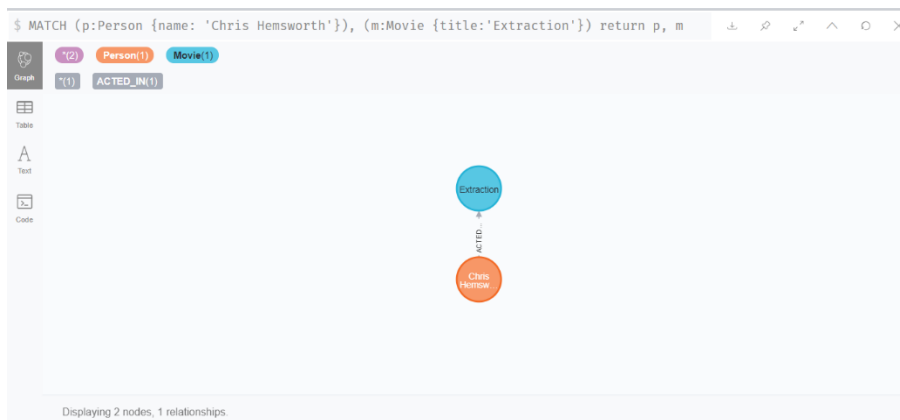 $ MATCH (p:Person {name: 'Chris Hemsworth'}), (m:Movie {title:'Extraction'}) return p, m
Graph
*(2) Person(1) Movie(1)
*(1) ACTED_IN(1)
Table
A
Text
Code
Extraction
ACTED...
Chris
Hemsw...
Displaying 2 nodes, 1 relationships.